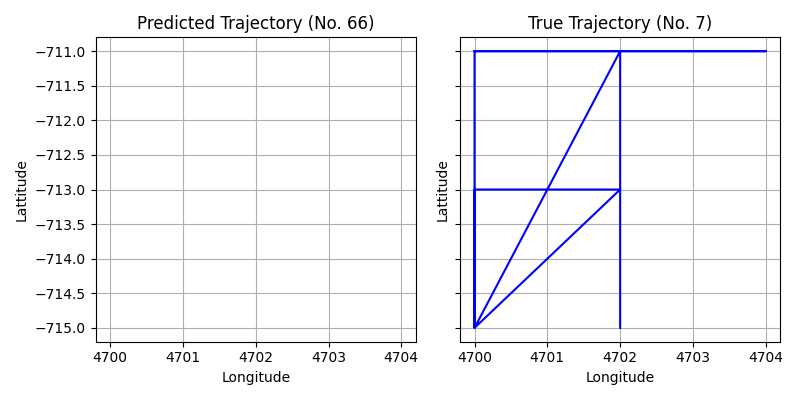 Predicted Trajectory (No. 66)
True Trajectory (No. 7)
Lattitude
−711.0
−711.5
−712.0
−712.5
−713.0
−713.5
−714.0
−714.5
−715.0
4700 4701 4702 4703 4704
Longitude
Lattitude
4700 4701 4702 4703 4704
Longitude